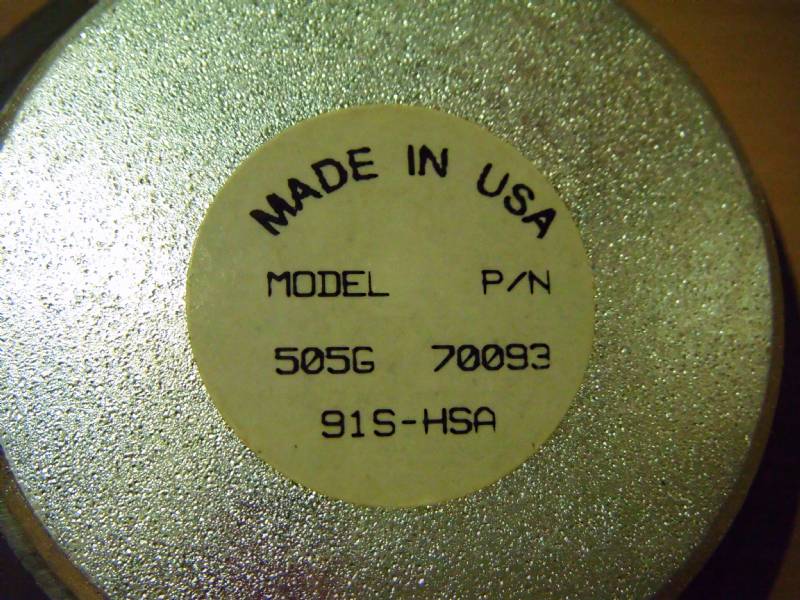 MADE IN USA
MODEL P/N
505G 70093
91S-HSA